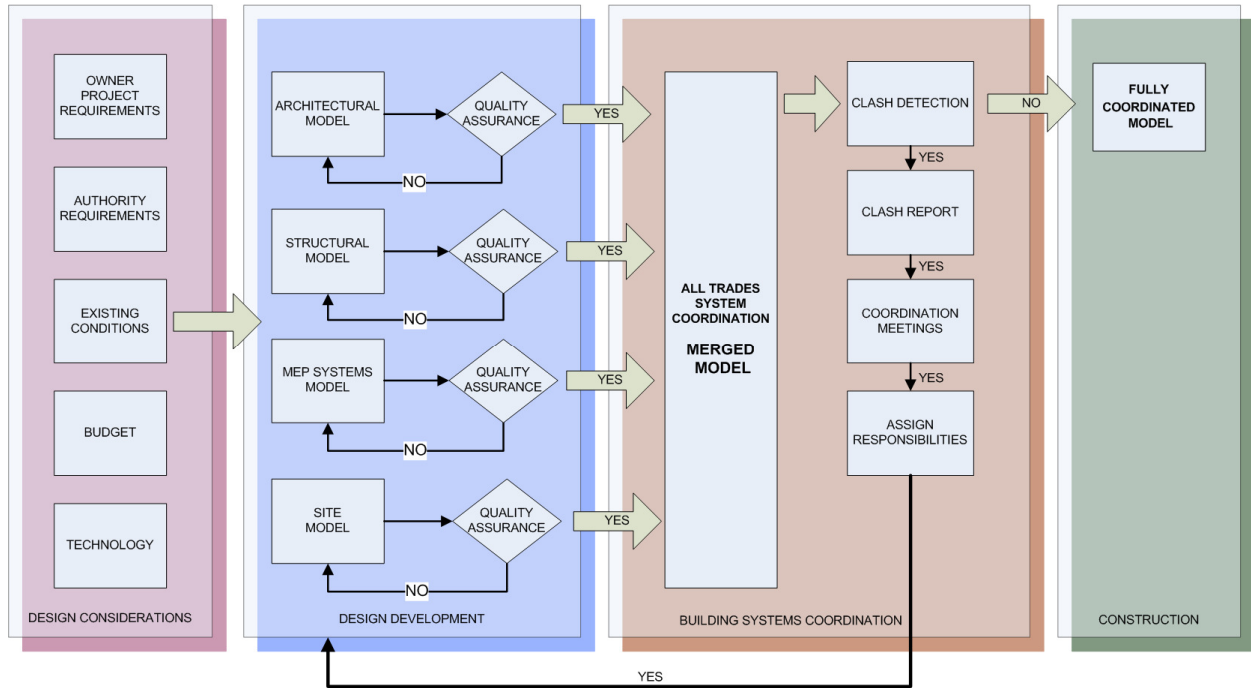 OWNER
PROJECT
REQUIREMENTS
AUTHORITY
REQUIREMENTS
EXISTING
CONDITIONS
BUDGET
TECHNOLOGY
DESIGN CONSIDERATIONS
ARCHITECTURAL
MODEL
QUALITY
ASSURANCE
NO
YES
STRUCTURAL
MODEL
QUALITY
ASSURANCE
NO
YES
MEP SYSTEMS
MODEL
QUALITY
ASSURANCE
NO
YES
SITE
MODEL
QUALITY
ASSURANCE
NO
YES
DESIGN DEVELOPMENT
ALL TRADES
SYSTEM
COORDINATION
MERGED
MODEL
CLASH DETECTION
NO
YES
CLASH REPORT
YES
COORDINATION
MEETINGS
YES
ASSIGN
RESPONSIBILITIES
BUILDING SYSTEMS COORDINATION
YES
FULLY
COORDINATED
MODEL
CONSTRUCTION